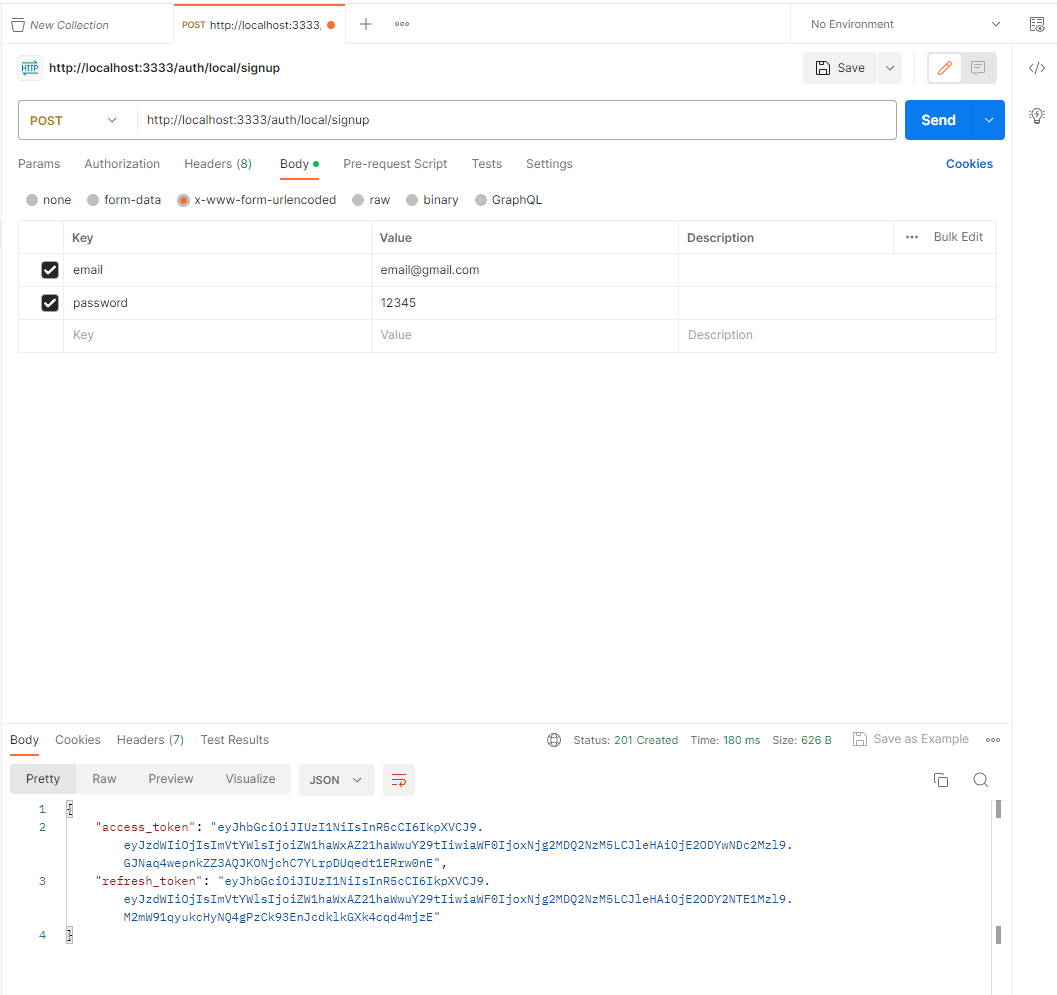 New Collection
POST http://localhost:3333,
No Environment
HTTP http://localhost:3333/auth/local/signup
Save
POST http://localhost:3333/auth/local/signup
Send
Params Authorization Headers (8) Body Pre-request Script Tests Settings Cookies
none form-data x-www-form-urlencoded raw binary GraphQL
Key Value Description Bulk Edit
email email@gmail.com
password 12345
Key Value Description
Body Cookies Headers (7) Test Results Status: 201 Created Time: 180 ms Size: 626 B Save as Example
Pretty Raw Preview Visualize JSON
1 {
2 "access_token": "eyJhbGciOiJIUzI1NiIsInR5cCI6IkpXVCJ9.
eyJzdWIiOjIsImVtYWlsIjoiZW1haWxAZ21haWwuY29tIiwiaWF0IjoxNjg2MDQ2NzM5LCJleHAiOjE2ODYwNDc2Mzl9.
GJNaq4wepnkZZ3AQJKONjchC7YLrpDUqedt1ERrw0nE",
3 "refresh_token": "eyJhbGciOiJIUzI1NiIsInR5cCI6IkpXVCJ9.
eyJzdWIiOjIsImVtYWlsIjoiZW1haWxAZ21haWwuY29tIiwiaWF0IjoxNjg2MDQ2NzM5LCJleHAiOjE2ODY2NTE1Mzl9.
M2mW91qyukcHyNQ4gPzCk93EnJcdklkGXk4cqd4mjzE"
4 }